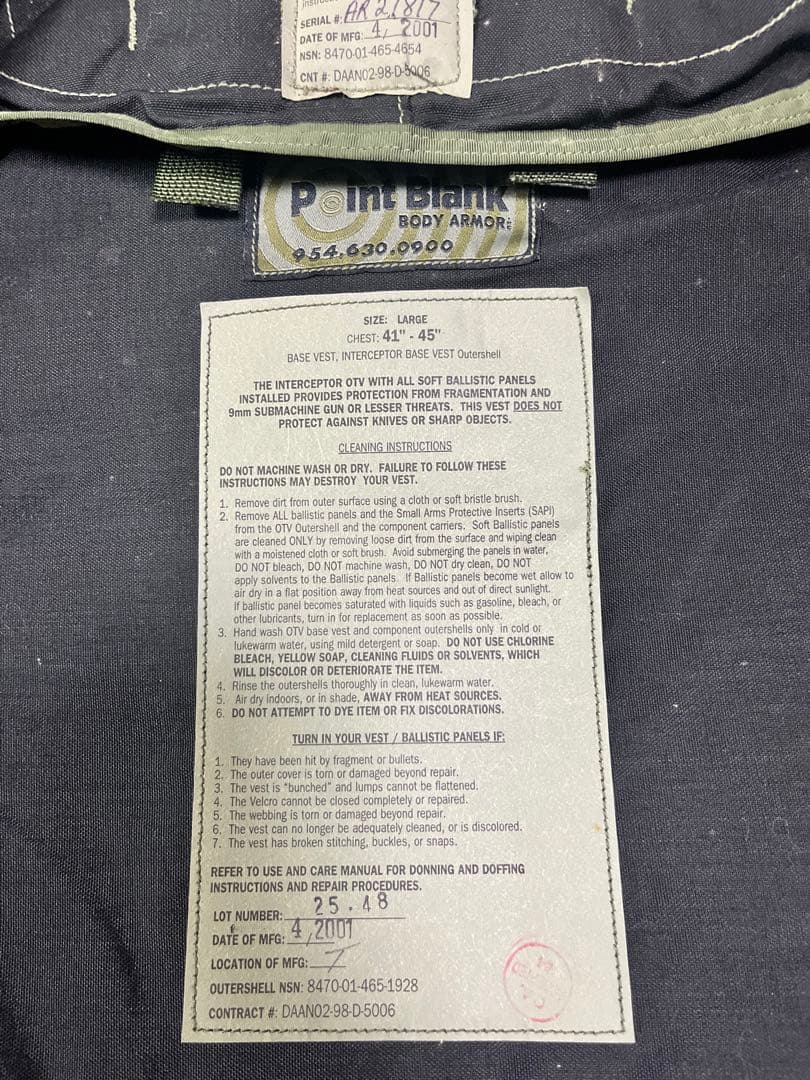 SERIAL #: AR 21817
DATE OF MFG: 4, 2001
NSN: 8470-01-465-4654
CNT #: DAAN02-98-D-5006
Point Blank
BODY ARMOR
954.630.0900
SIZE: LARGE
CHEST: 41" - 45"
BASE VEST, INTERCEPTOR BASE VEST Outershell
THE INTERCEPTOR OTV WITH ALL SOFT BALLISTIC PANELS
INSTALLED PROVIDES PROTECTION FROM FRAGMENTATION AND
9mm SUBMACHINE GUN OR LESSER THREATS. THIS VEST DOES NOT
PROTECT AGAINST KNIVES OR SHARP OBJECTS.
CLEANING INSTRUCTIONS
DO NOT MACHINE WASH OR DRY. FAILURE TO FOLLOW THESE
INSTRUCTIONS MAY DESTROY YOUR VEST.
1. Remove dirt from outer surface using a cloth or soft bristle brush.
2. Remove ALL ballistic panels and the Small Arms Protective Inserts (SAPI)
from the OTV Outershell and the component carriers. Soft Ballistic panels
are cleaned ONLY by removing loose dirt from the surface and wiping clean
with a moistened cloth or soft brush. Avoid submerging the panels in water,
DO NOT bleach, DO NOT machine wash, DO NOT dry clean, DO NOT
apply solvents to the Ballistic panels. If Ballistic panels become wet allow to
air dry in a flat position away from heat sources and out of direct sunlight.
If ballistic panel becomes saturated with liquids such as gasoline, bleach, or
other lubricants, turn in for replacement as soon as possible.
3. Hand wash OTV base vest and component outershells only in cold or
lukewarm water, using mild detergent or soap. DO NOT USE CHLORINE
BLEACH, YELLOW SOAP, CLEANING FLUIDS OR SOLVENTS, WHICH
WILL DISCOLOR OR DETERIORATE THE ITEM.
4. Rinse the outershells thoroughly in clean, lukewarm water.
5. Air dry indoors, or in shade, AWAY FROM HEAT SOURCES.
6. DO NOT ATTEMPT TO DYE ITEM OR FIX DISCOLORATIONS.
TURN IN YOUR VEST / BALLISTIC PANELS IF:
1. They have been hit by fragment or bullets.
2. The outer cover is torn or damaged beyond repair.
3. The vest is "bunched" and lumps cannot be flattened.
4. The Velcro cannot be closed completely or repaired.
5. The webbing is torn or damaged beyond repair.
6. The vest can no longer be adequately cleaned, or is discolored.
7. The vest has broken stitching, buckles, or snaps.
REFER TO USE AND CARE MANUAL FOR DONNING AND DOFFING
INSTRUCTIONS AND REPAIR PROCEDURES.
LOT NUMBER: 25.48
DATE OF MFG: 4, 2001
LOCATION OF MFG: 7
OUTERSHELL NSN: 8470-01-465-1928
CONTRACT #: DAAN02-98-D-5006